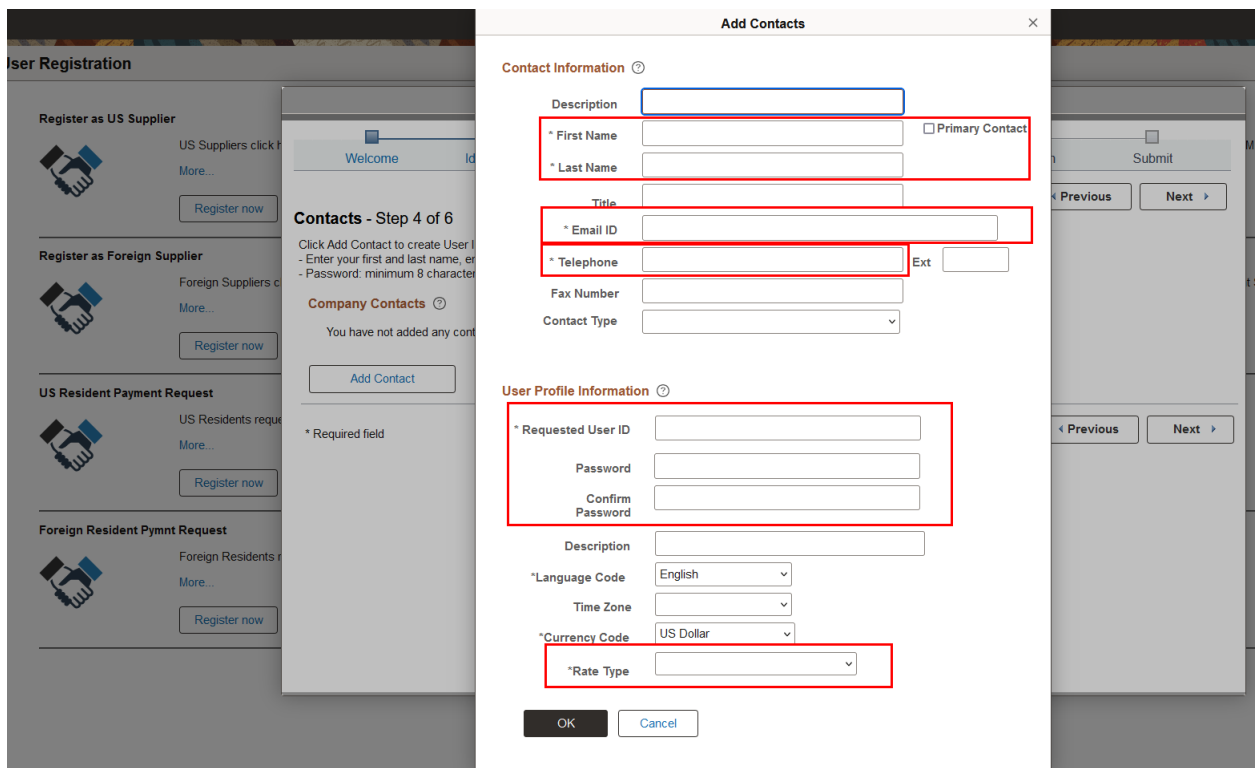 Add Contacts
User Registration
Contact Information
Description
* First Name
Primary Contact
* Last Name
Title
* Email ID
* Telephone
Ext
Fax Number
Contact Type
User Profile Information
* Requested User ID
Password
Confirm
Password
Description
*Language Code
English
Time Zone
*Currency Code
US Dollar
*Rate Type
OK
Cancel
Register as US Supplier
US Suppliers click
More...
Register now
Register as Foreign Supplier
Foreign Suppliers
More...
Register now
US Resident Payment Request
US Residents
More...
Register now
Foreign Resident Pymnt Request
Foreign Residents
More...
Register now
Welcome
Submit
Previous
Next
Contacts - Step 4 of 6
Click Add Contact to create User
- Enter your first and last name,
- Password: minimum 8
Company Contacts
You have not added any
Add Contact
* Required field
Previous
Next